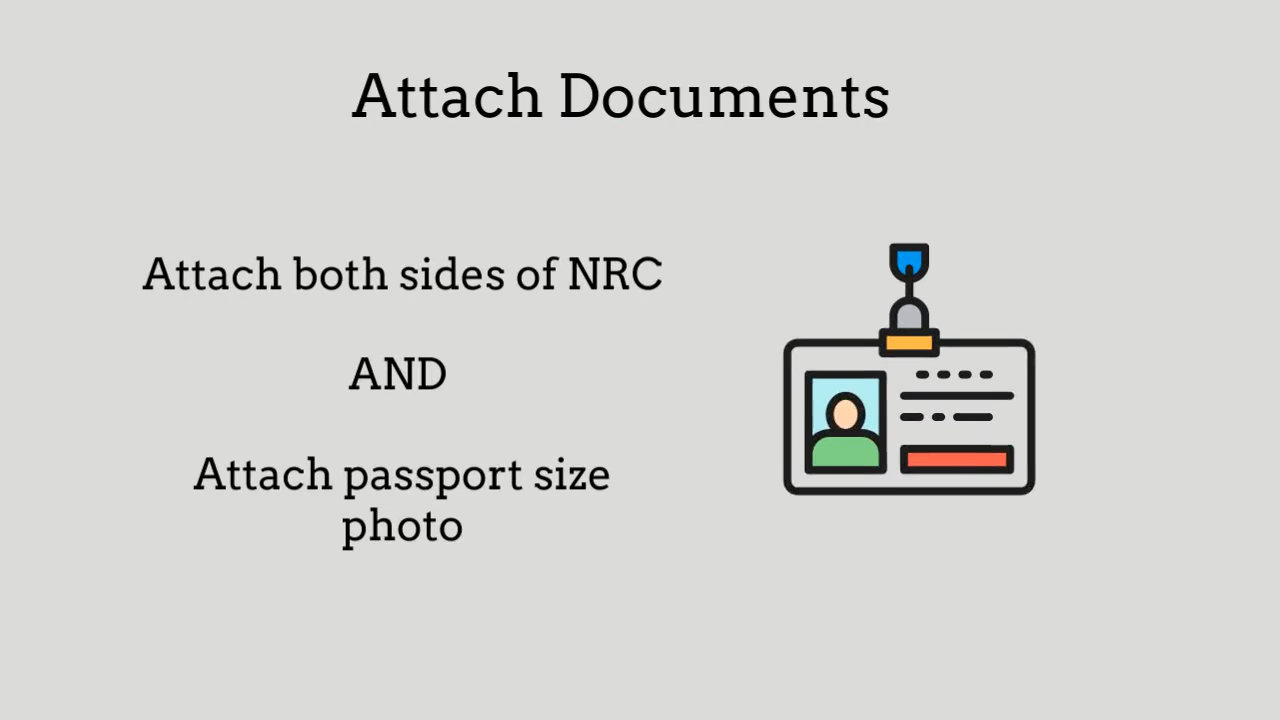 Attach Documents
Attach both sides of NRC
AND
Attach passport size
photo